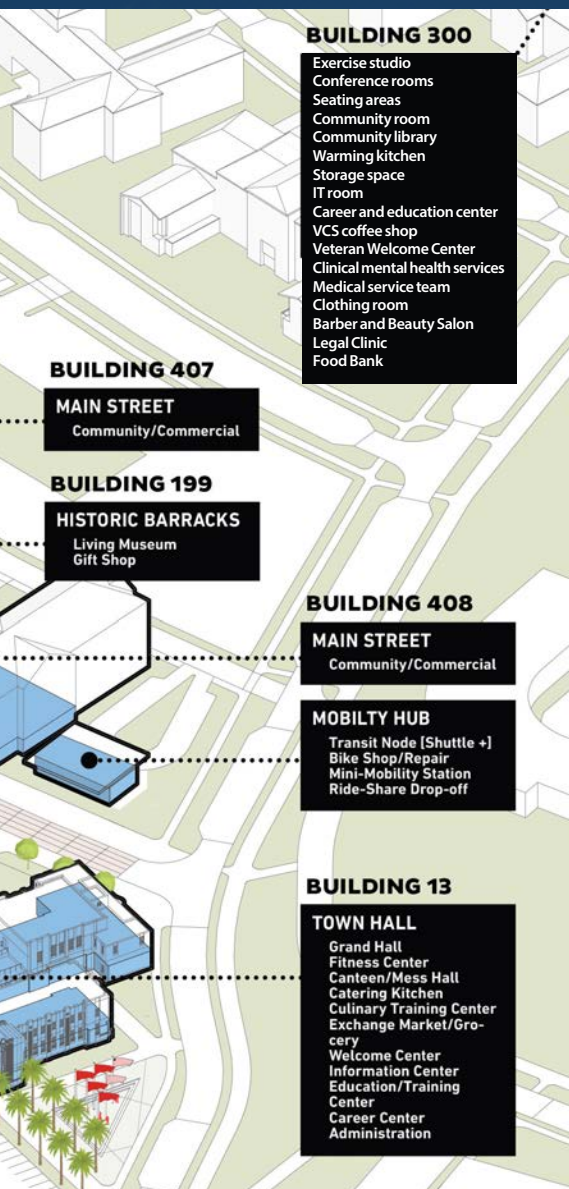 BUILDING 300
Exercise studio
Conference rooms
Seating areas
Community room
Community library
Warming kitchen
Storage space
IT room
Career and education center
VCS coffee shop
Veteran Welcome Center
Clinical mental health services
Medical service team
Clothing room
Barber and Beauty Salon
Legal Clinic
Food Bank
BUILDING 407
MAIN STREET
Community/Commercial
BUILDING 199
HISTORIC BARRACKS
Living Museum
Gift Shop
BUILDING 408
MAIN STREET
Community/Commercial
MOBILTY HUB
Transit Node [Shuttle +]
Bike Shop/Repair
Mini-Mobility Station
Ride-Share Drop-off
BUILDING 13
TOWN HALL
Grand Hall
Fitness Center
Canteen/Mess Hall
Catering Kitchen
Culinary Training Center
Exchange Market/Gro-
cery
Welcome Center
Information Center
Education/Training
Center
Career Center
Administration